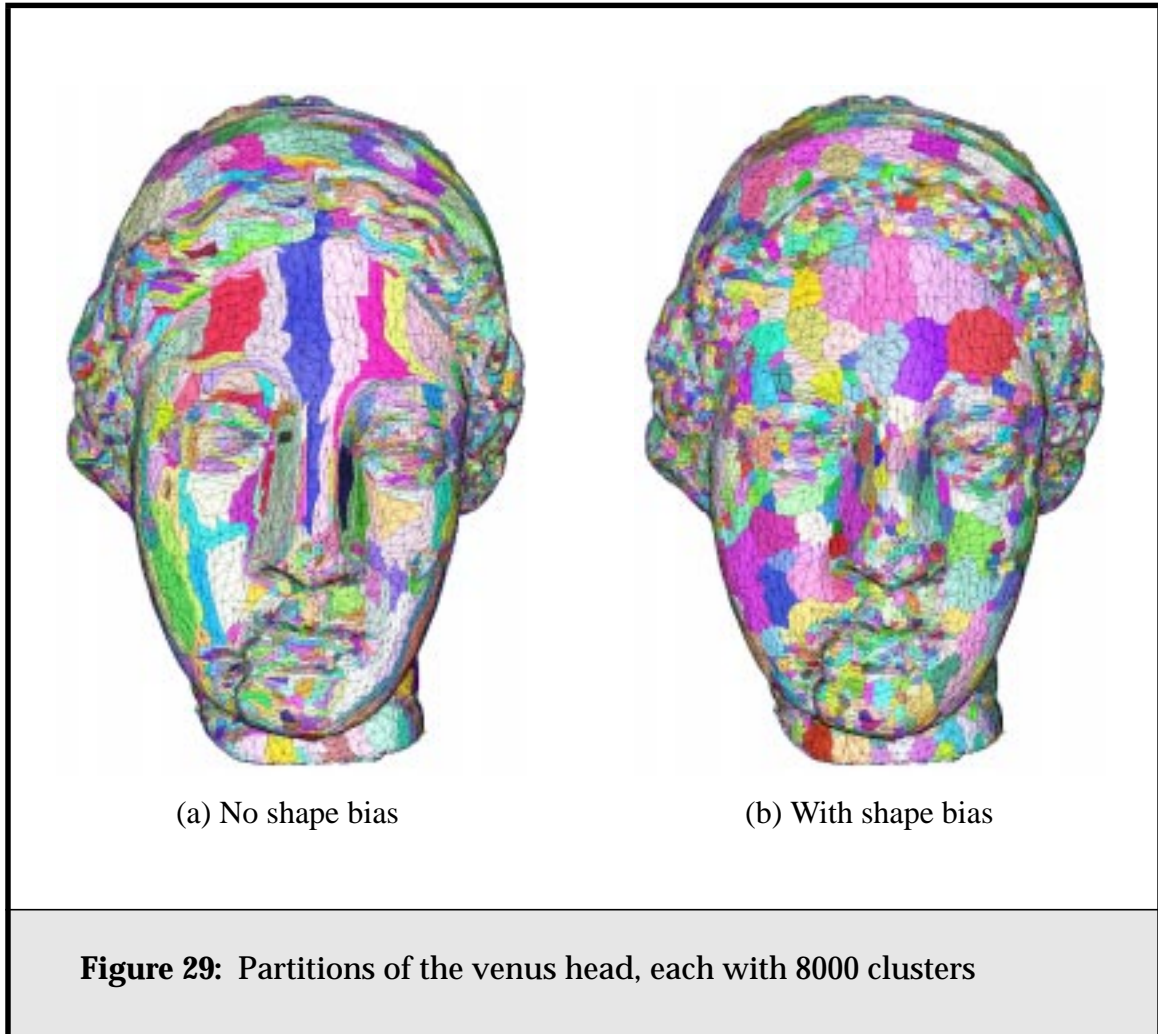 (a) No shape bias
(b) With shape bias
Figure 29: Partitions of the venus head, each with 8000 clusters